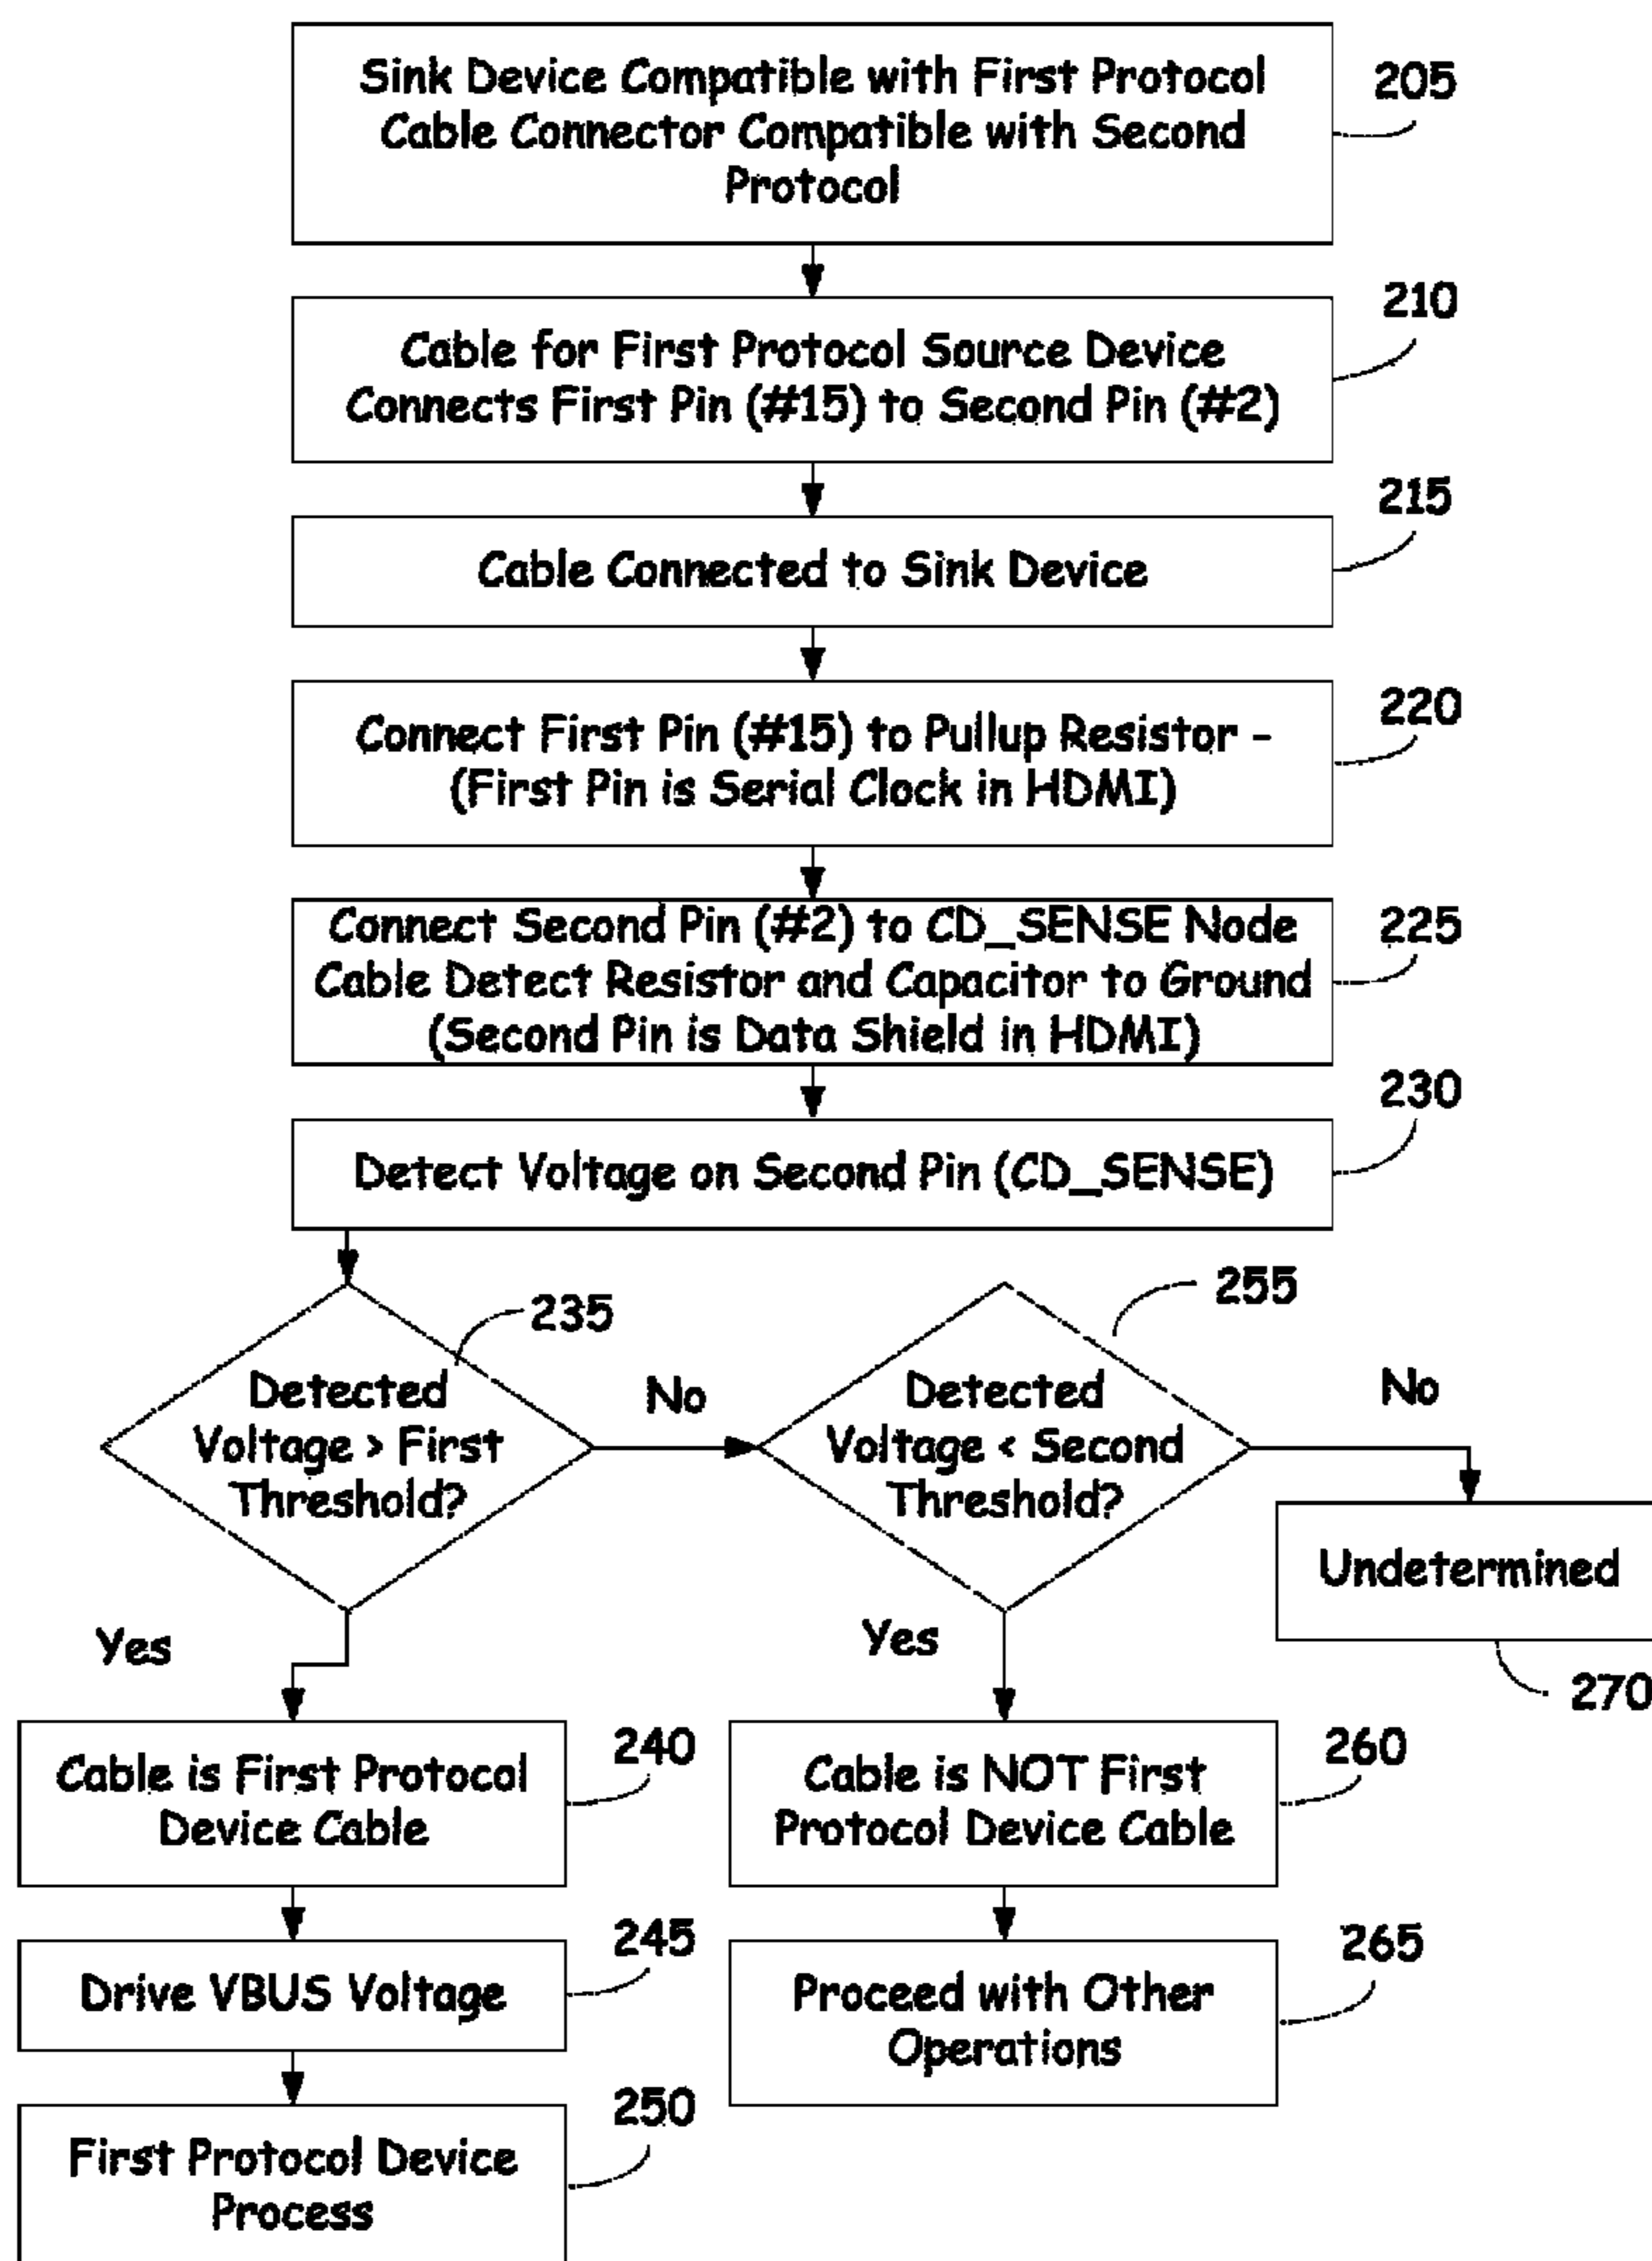 Sink Device Compatible with First Protocol
Cable Connector Compatible with Second
Protocol
205
Cable for First Protocol Source Device
Connects First Pin (#15) to Second Pin (#2)
210
Cable Connected to Sink Device
215
Connect First Pin (#15) to Pullup Resistor –
(First Pin is Serial Clock in HDMI)
220
Connect Second Pin (#2) to CD_SENSE Node
Cable Detect Resistor and Capacitor to Ground
(Second Pin is Data Shield in HDMI)
225
Detect Voltage on Second Pin (CD_SENSE)
230
Detected
Voltage > First
Threshold?
235
No
Detected
Voltage < Second
Threshold?
255
No
Undetermined
270
Yes
Yes
Cable is First Protocol
Device Cable
240
Cable is NOT First
Protocol Device Cable
260
Drive VBUS Voltage
245
Proceed with Other
Operations
265
First Protocol Device
Process
250